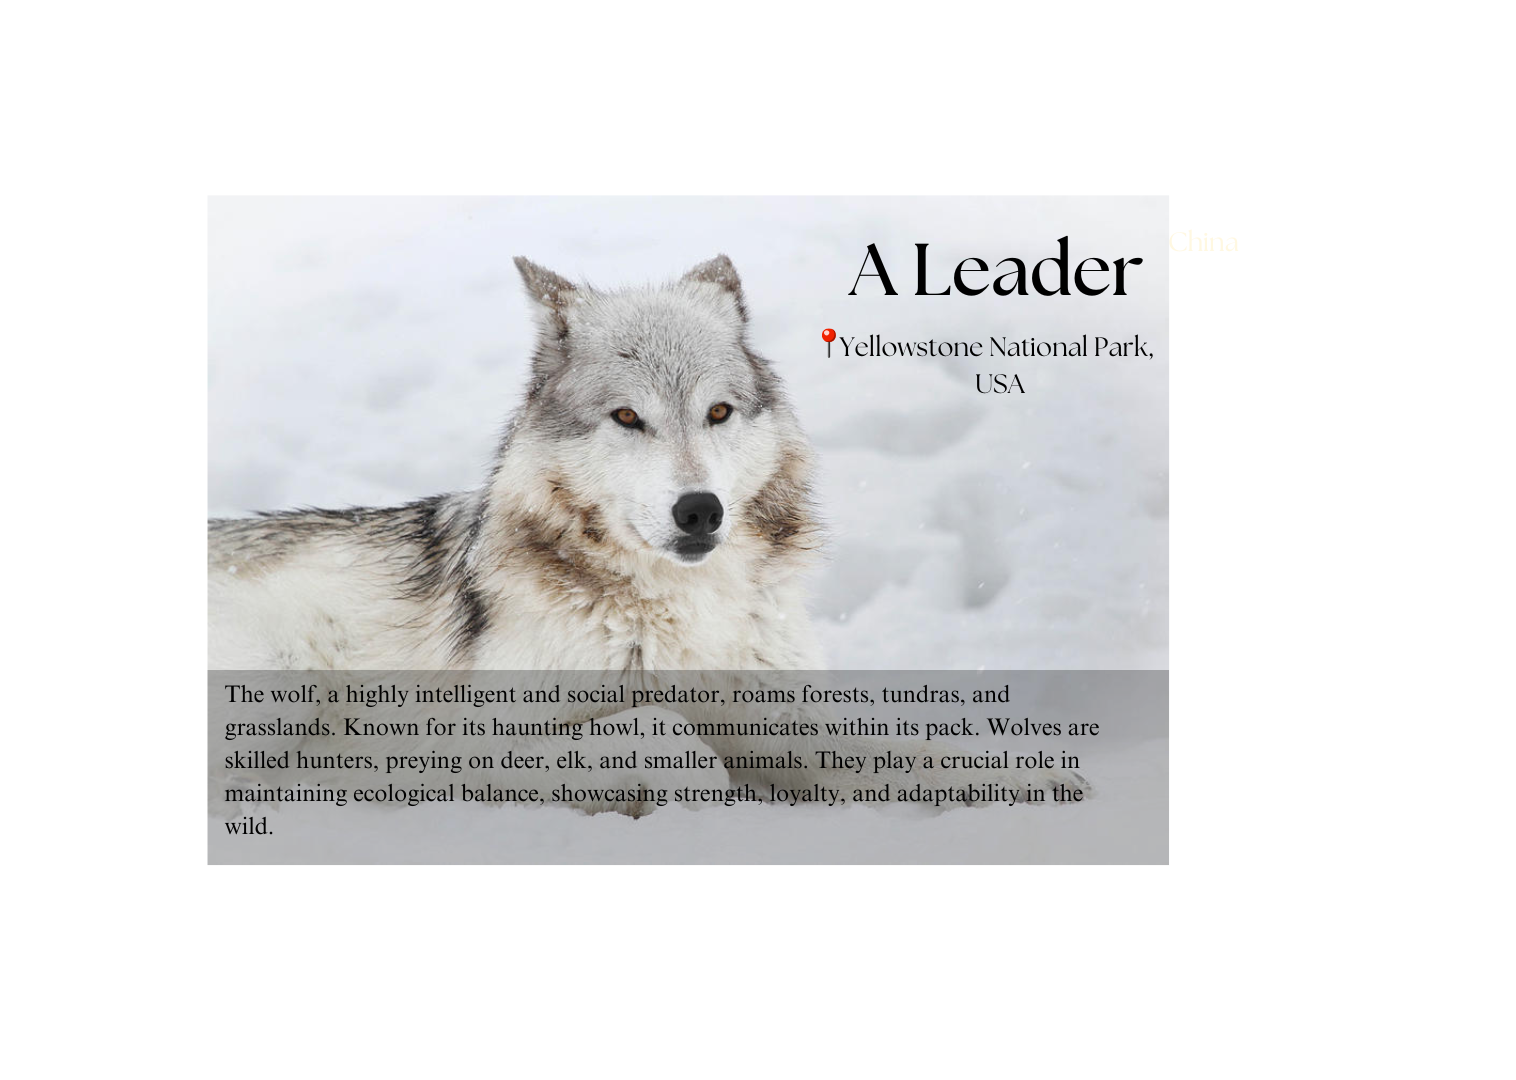 A Leader
China
📍Yellowstone National Park,
USA
The wolf, a highly intelligent and social predator, roams forests, tundras, and
grasslands. Known for its haunting howl, it communicates within its pack. Wolves are
skilled hunters, preying on deer, elk, and smaller animals. They play a crucial role in
maintaining ecological balance, showcasing strength, loyalty, and adaptability in the
wild.